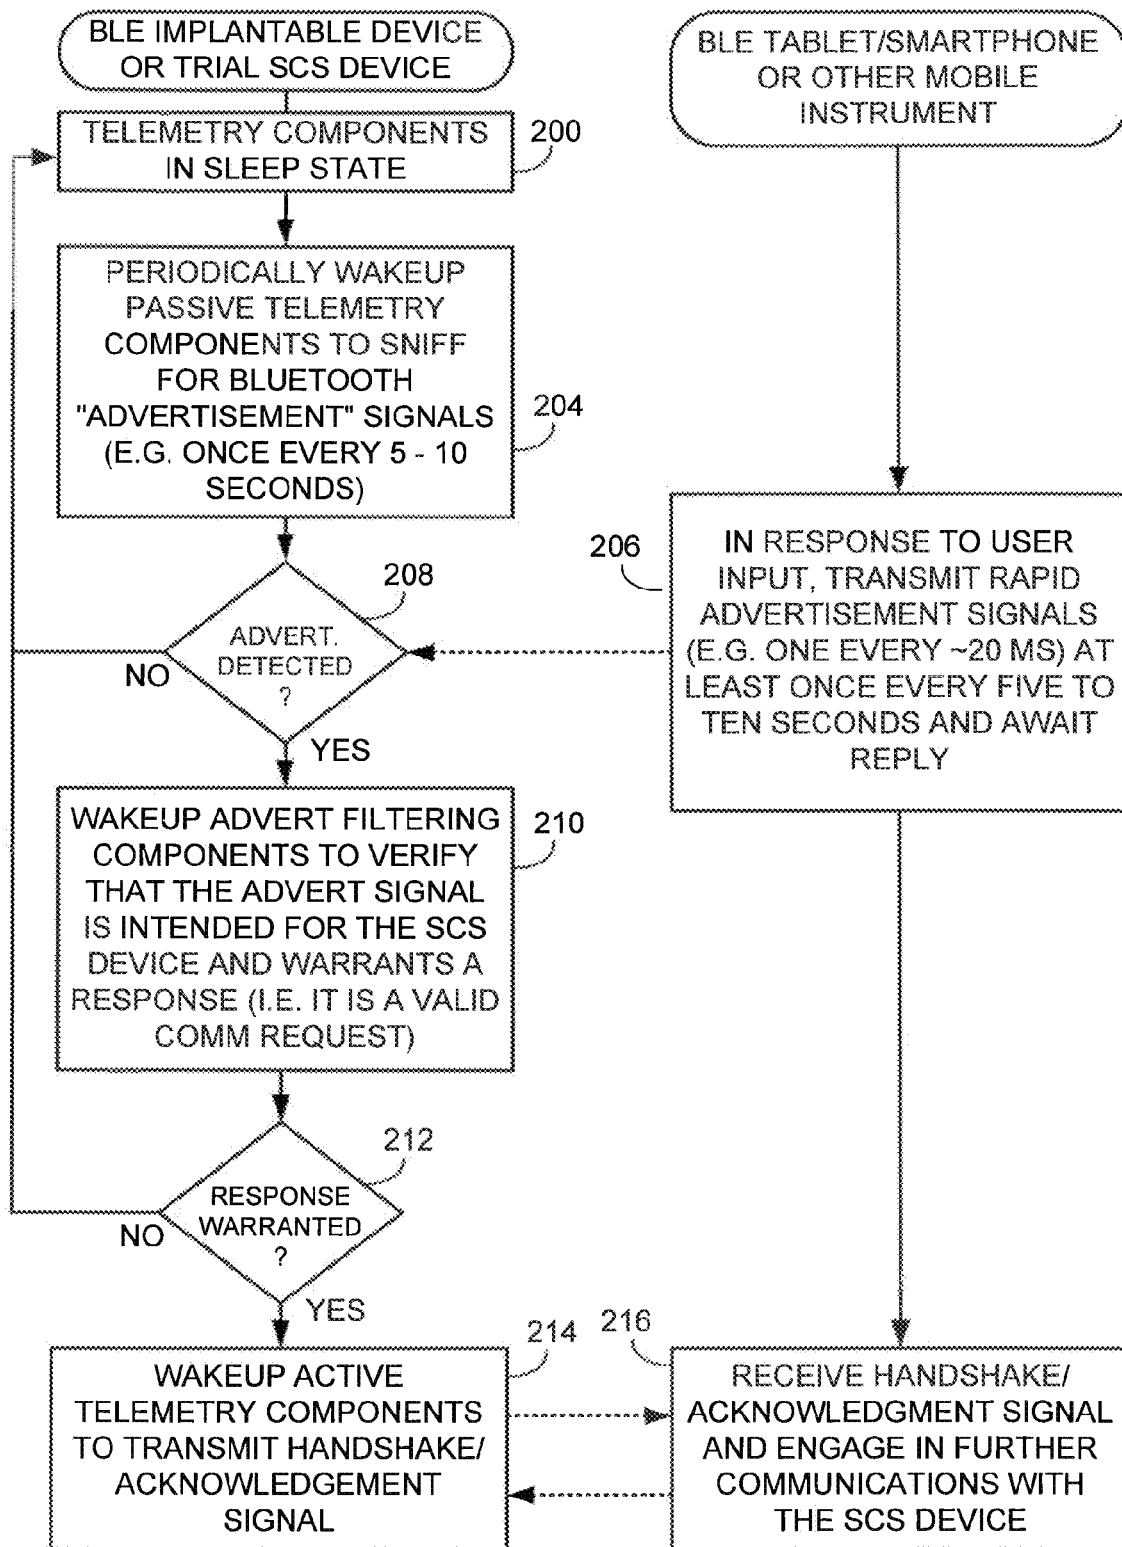 BLE IMPLANTABLE DEVICE
OR TRIAL SCS DEVICE
TELEMETRY COMPONENTS
IN SLEEP STATE
200
PERIODICALLY WAKEUP
PASSIVE TELEMETRY
COMPONENTS TO SNIFF
FOR BLUETOOTH
"ADVERTISEMENT" SIGNALS
(E.G. ONCE EVERY 5 - 10
SECONDS)
204
208
ADVERT.
DETECTED
?
NO
YES
WAKEUP ADVERT FILTERING
COMPONENTS TO VERIFY
THAT THE ADVERT SIGNAL
IS INTENDED FOR THE SCS
DEVICE AND WARRANTS A
RESPONSE (I.E. IT IS A VALID
COMM REQUEST)
210
212
RESPONSE
WARRANTED
?
NO
YES
WAKEUP ACTIVE
TELEMETRY COMPONENTS
TO TRANSMIT HANDSHAKE/
ACKNOWLEDGEMENT
SIGNAL
214
BLE TABLET/SMARTPHONE
OR OTHER MOBILE
INSTRUMENT
206
IN RESPONSE TO USER
INPUT, TRANSMIT RAPID
ADVERTISEMENT SIGNALS
(E.G. ONE EVERY ~20 MS) AT
LEAST ONCE EVERY FIVE TO
TEN SECONDS AND AWAIT
REPLY
216
RECEIVE HANDSHAKE/
ACKNOWLEDGMENT SIGNAL
AND ENGAGE IN FURTHER
COMMUNICATIONS WITH
THE SCS DEVICE